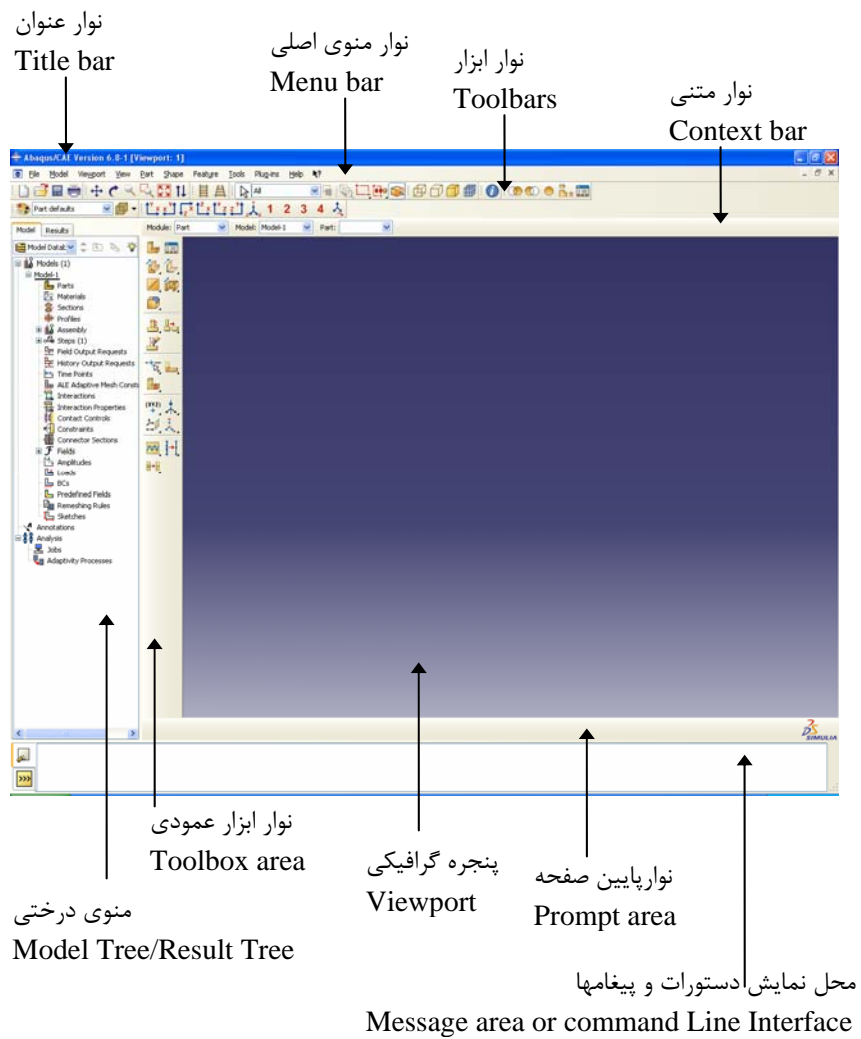 نوار عنوان
Title bar
نوار منوی اصلی
Menu bar
نوار ابزار
Toolbars
نوار متنی
Context bar
Abaqus/CAE Version 6.8-1 [Viewport: 1]
File Model Viewport View Part Shape Feature Tools Plug-ins Help
All
Part defaults
1 2 3 4
Model Results
Module: Part Model: Model-1 Part:
Model Datab
Models (1)
Model-1
Parts
Materials
Sections
Profiles
Assembly
Steps (1)
Field Output Requests
History Output Requests
Time Points
ALE Adaptive Mesh Constr
Interactions
Interaction Properties
Contact Controls
Constraints
Connector Sections
Fields
Amplitudes
Loads
BCs
Predefined Fields
Remeshing Rules
Sketches
Annotations
Analysis
Jobs
Adaptivity Processes
(XYZ)
SIMULIA
>>>
نوار ابزار عمودی
Toolbox area
پنجره گرافیکی
Viewport
نوارپایین صفحه
Prompt area
منوی درختی
Model Tree/Result Tree
محل نمایش دستورات و پیغامها
Message area or command Line Interface